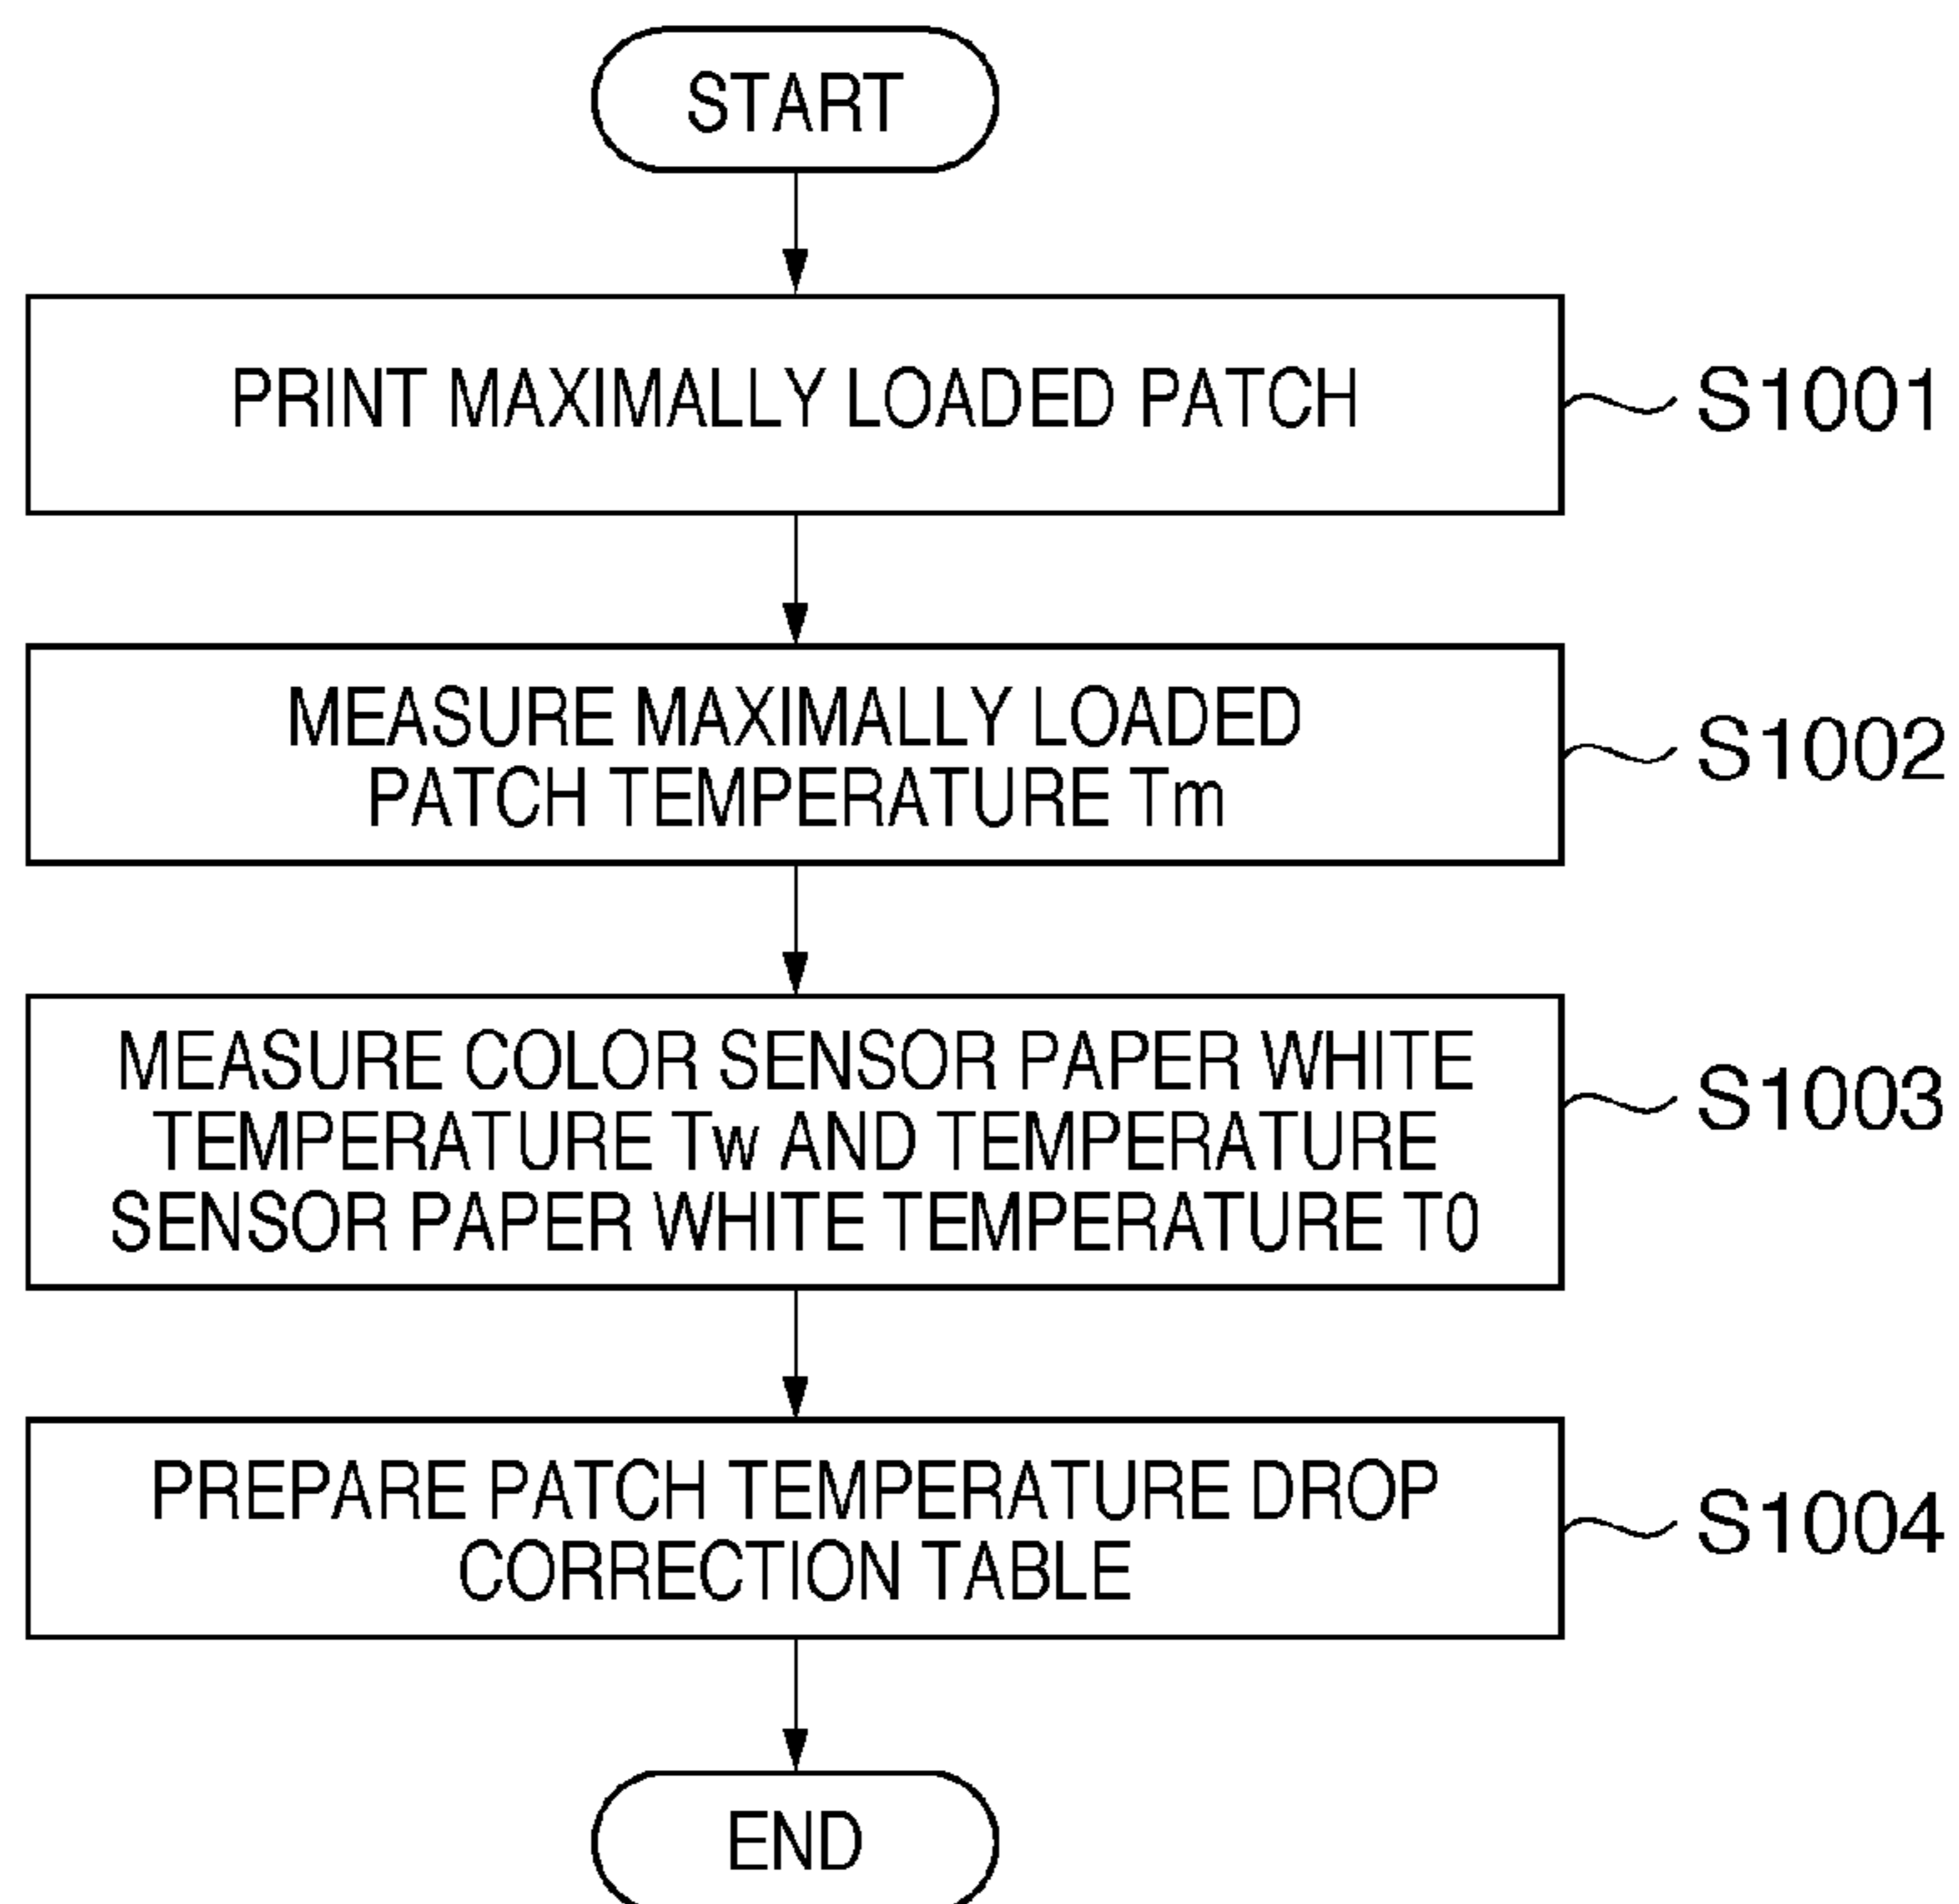 START
PRINT MAXIMALLY LOADED PATCH
S1001
MEASURE MAXIMALLY LOADED
PATCH TEMPERATURE Tm
S1002
MEASURE COLOR SENSOR PAPER WHITE
TEMPERATURE Tw AND TEMPERATURE
SENSOR PAPER WHITE TEMPERATURE T0
S1003
PREPARE PATCH TEMPERATURE DROP
CORRECTION TABLE
S1004
END